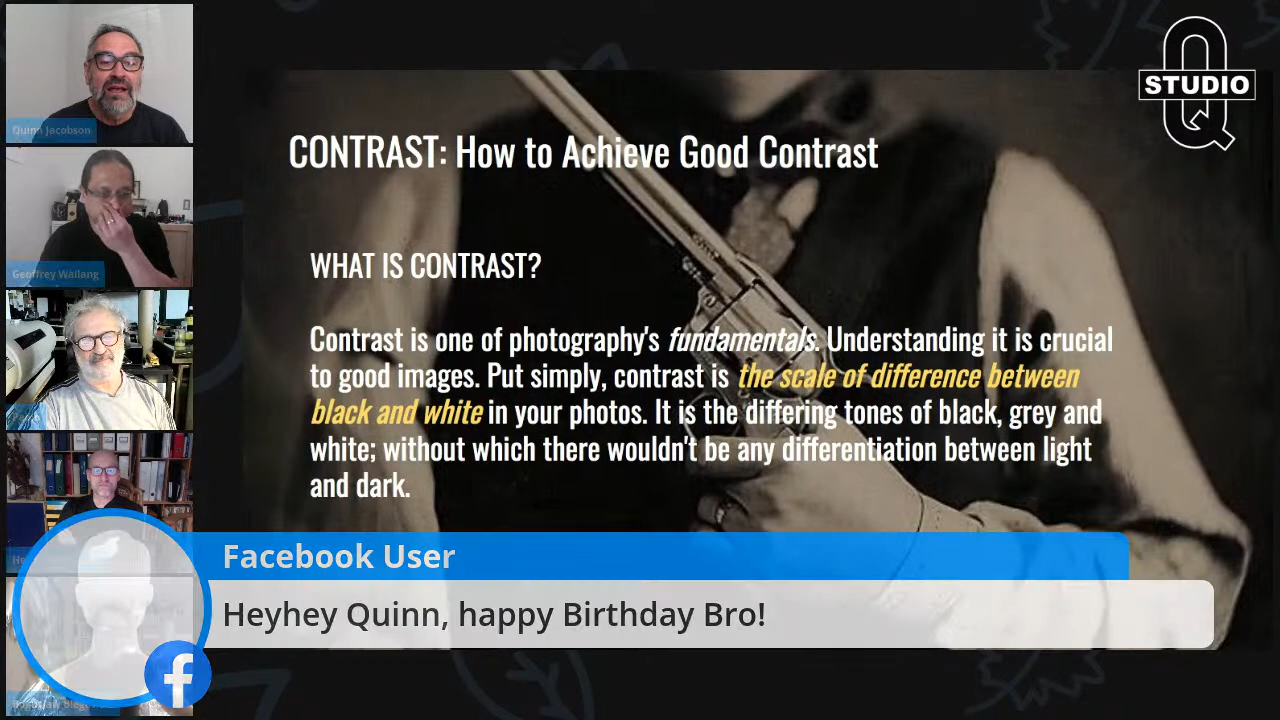 Quinn Jacobson
Geoffrey Wallang
STUDIO
Q
CONTRAST: How to Achieve Good Contrast
WHAT IS CONTRAST?
Contrast is one of photography's fundamentals. Understanding it is crucial
to good images. Put simply, contrast is the scale of difference between
black and white in your photos. It is the differing tones of black, grey and
white; without which there wouldn't be any differentiation between light
and dark.
Facebook User
Heyhey Quinn, happy Birthday Bro!